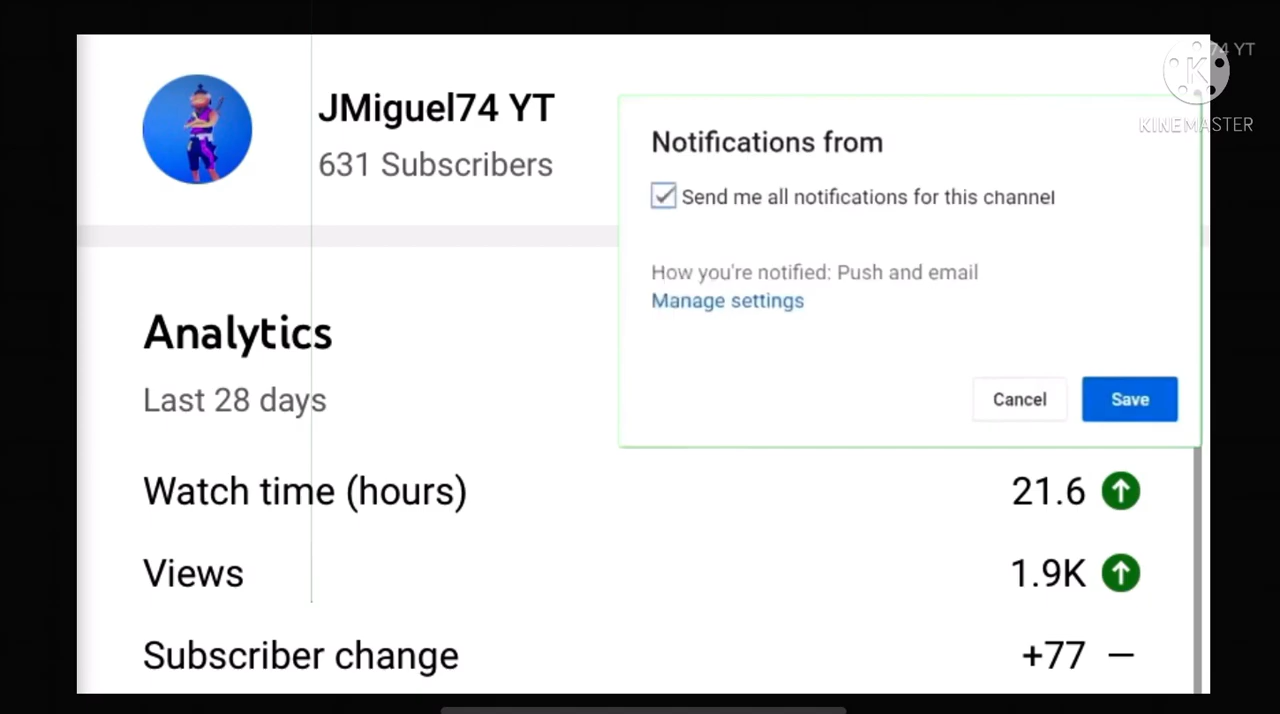 JMiguel74 YT
631 Subscribers
74 YT
K
KINEMASTER
Notifications from
Send me all notifications for this channel
How you're notified: Push and email
Manage settings
Cancel
Save
Analytics
Last 28 days
Watch time (hours) 21.6
Views 1.9K
Subscriber change +77 —